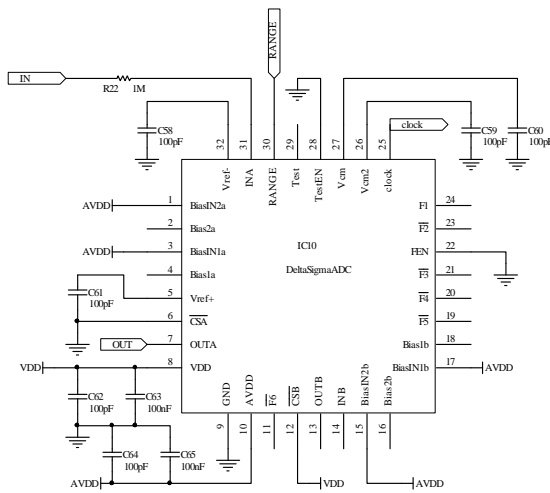 RANGE
IN
R22 1M
C58
100pF
C59
100pF
C60
100pF
clock
32
31
30
29
28
27
26
25
Vref-
INA
RANGE
Test
TestEN
Vcm
Vcm2
clock
AVDD
1
BiasIN2a
2
Bias2a
AVDD
3
BiasIN1a
4
Bias1a
5
Vref+
6
CSA
OUT
7
OUTA
VDD
8
VDD
C61
100pF
IC10
DeltaSigmaADC
F1
24
F2
23
FEN
22
F3
21
F4
20
F5
19
Bias1b
18
BiasIN1b
17
AVDD
GND
AVDD
F6
CSB
OUTB
INB
BiasIN2b
Bias2b
9
10
11
12
13
14
15
16
C62
100pF
C63
100nF
C64
100pF
C65
100nF
AVDD
VDD
AVDD